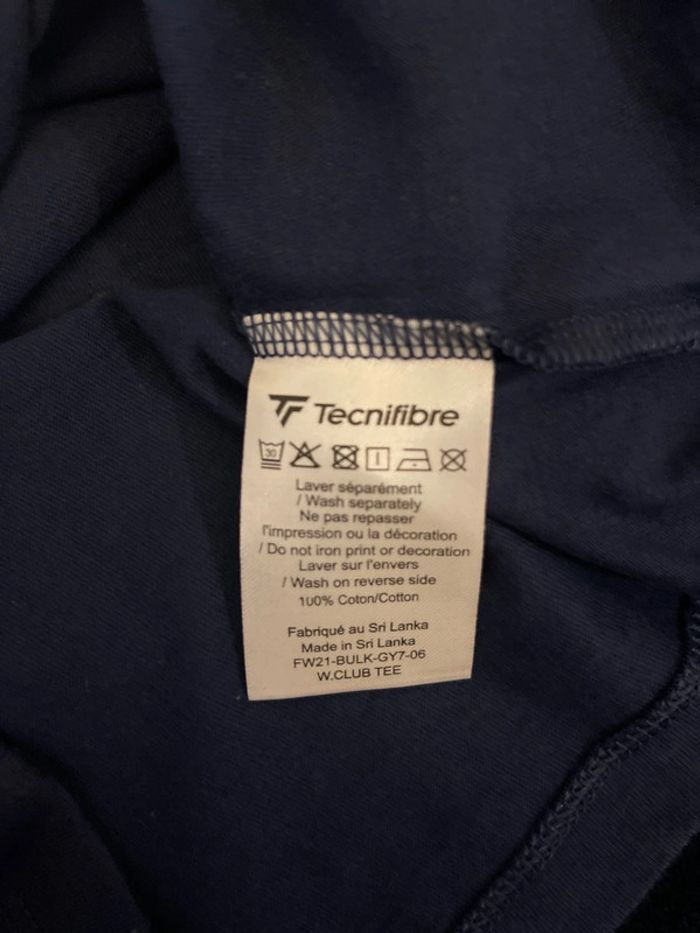 Tecnifibre
30
Laver séparément
/ Wash separately
Ne pas repasser
l'impression ou la décoration
/ Do not iron print or decoration
Laver sur l'envers
/ Wash on reverse side
100% Coton/Cotton
Fabriqué au Sri Lanka
Made in Sri Lanka
FW21-BULK-GY7-06
W.CLUB TEE